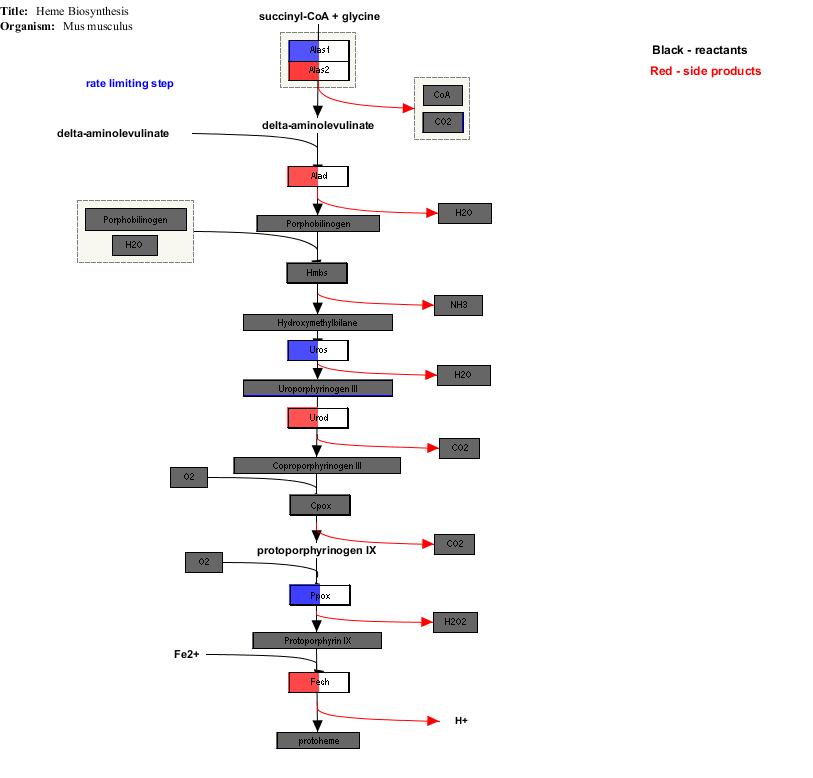 Title: Heme Biosynthesis
Organism: Mus musculus
succinyl-CoA + glycine
Black - reactants
Red - side products
Alas1
Alas2
rate limiting step
CoA
CO2
delta-aminolevulinate
delta-aminolevulinate
Alad
H2O
Porphobilinogen
Porphobilinogen
H2O
Hmbs
NH3
Hydroxymethylbilane
Uros
H2O
Uroporphyrinogen III
Urod
CO2
Coproporphyrinogen III
O2
Cpox
CO2
protoporphyrinogen IX
O2
Ppox
H2O2
Protoporphyrin IX
Fe2+
Fech
H+
protoheme